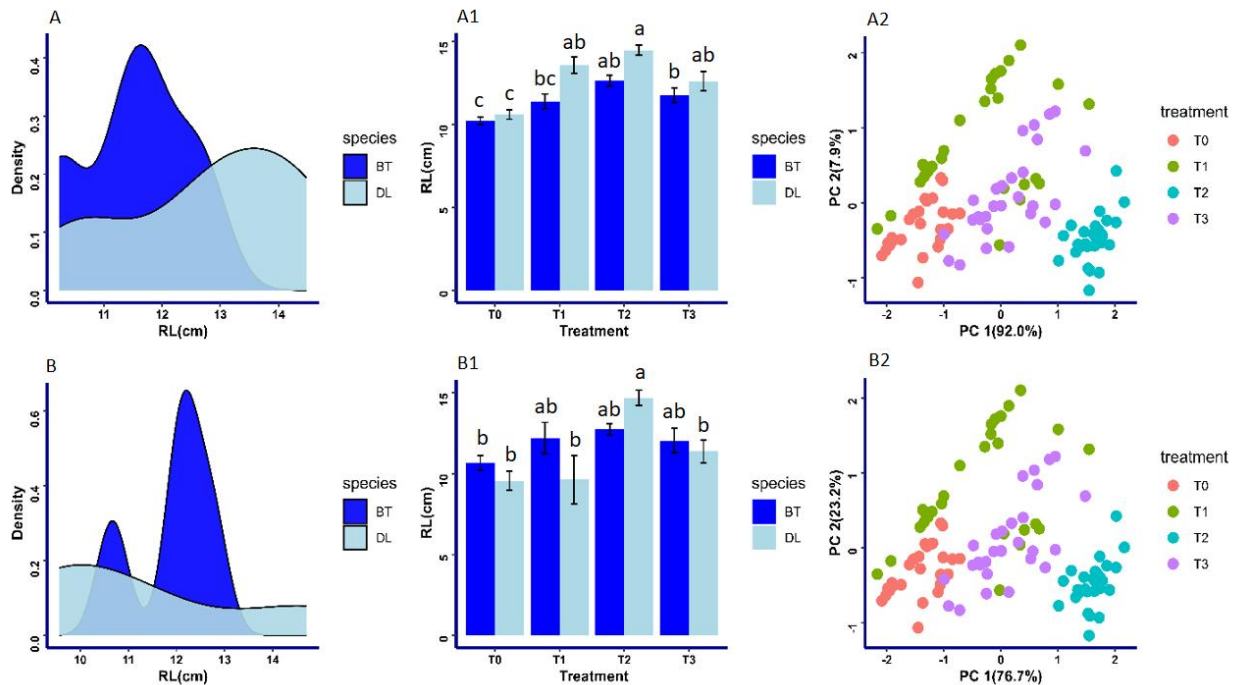 A
Density
0.0
0.1
0.2
0.3
0.4
11
12
13
14
RL(cm)
species
BT
DL
A1
RL(cm)
0
5
10
15
c c bc ab ab a b ab
T0
T1
T2
T3
Treatment
species
BT
DL
A2
PC 2(7.9%)
2
1
0
-1
-2
-1
0
1
2
PC 1(92.0%)
treatment
T0
T1
T2
T3
B
Density
0.0
0.2
0.4
0.6
10
11
12
13
14
RL(cm)
species
BT
DL
B1
RL(cm)
0
5
10
15
b b ab b ab a ab b
T0
T1
T2
T3
Treatment
species
BT
DL
B2
PC 2(23.2%)
2
1
0
-1
-2
-1
0
1
2
PC 1(76.7%)
treatment
T0
T1
T2
T3